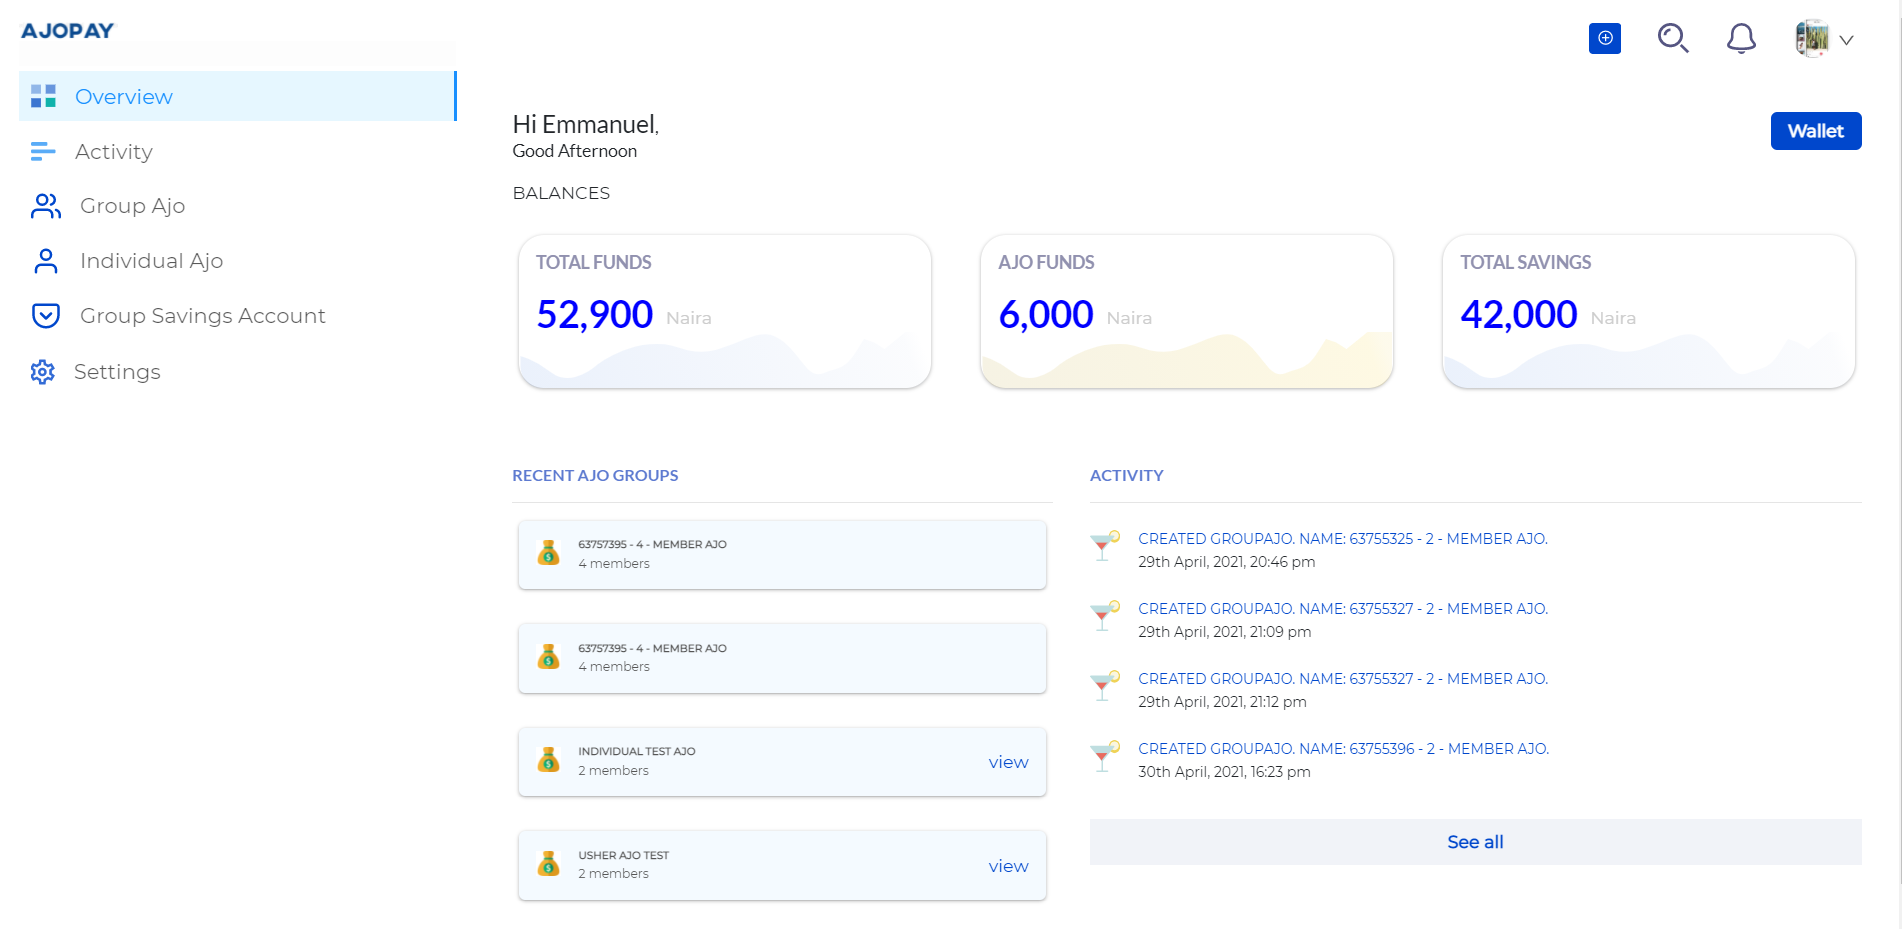 AJOPAY
Overview
Activity
Group Ajo
Individual Ajo
Group Savings Account
Settings
Hi Emmanuel,
Good Afternoon
Wallet
BALANCES
TOTAL FUNDS
52,900 Naira
AJO FUNDS
6,000 Naira
TOTAL SAVINGS
42,000 Naira
RECENT AJO GROUPS
63757395 - 4 - MEMBER AJO
4 members
63757395 - 4 - MEMBER AJO
4 members
INDIVIDUAL TEST AJO
2 members
view
USHER AJO TEST
2 members
view
ACTIVITY
CREATED GROUPAJO. NAME: 63755325 - 2 - MEMBER AJO.
29th April, 2021, 20:46 pm
CREATED GROUPAJO. NAME: 63755327 - 2 - MEMBER AJO.
29th April, 2021, 21:09 pm
CREATED GROUPAJO. NAME: 63755327 - 2 - MEMBER AJO.
29th April, 2021, 21:12 pm
CREATED GROUPAJO. NAME: 63755396 - 2 - MEMBER AJO.
30th April, 2021, 16:23 pm
See all